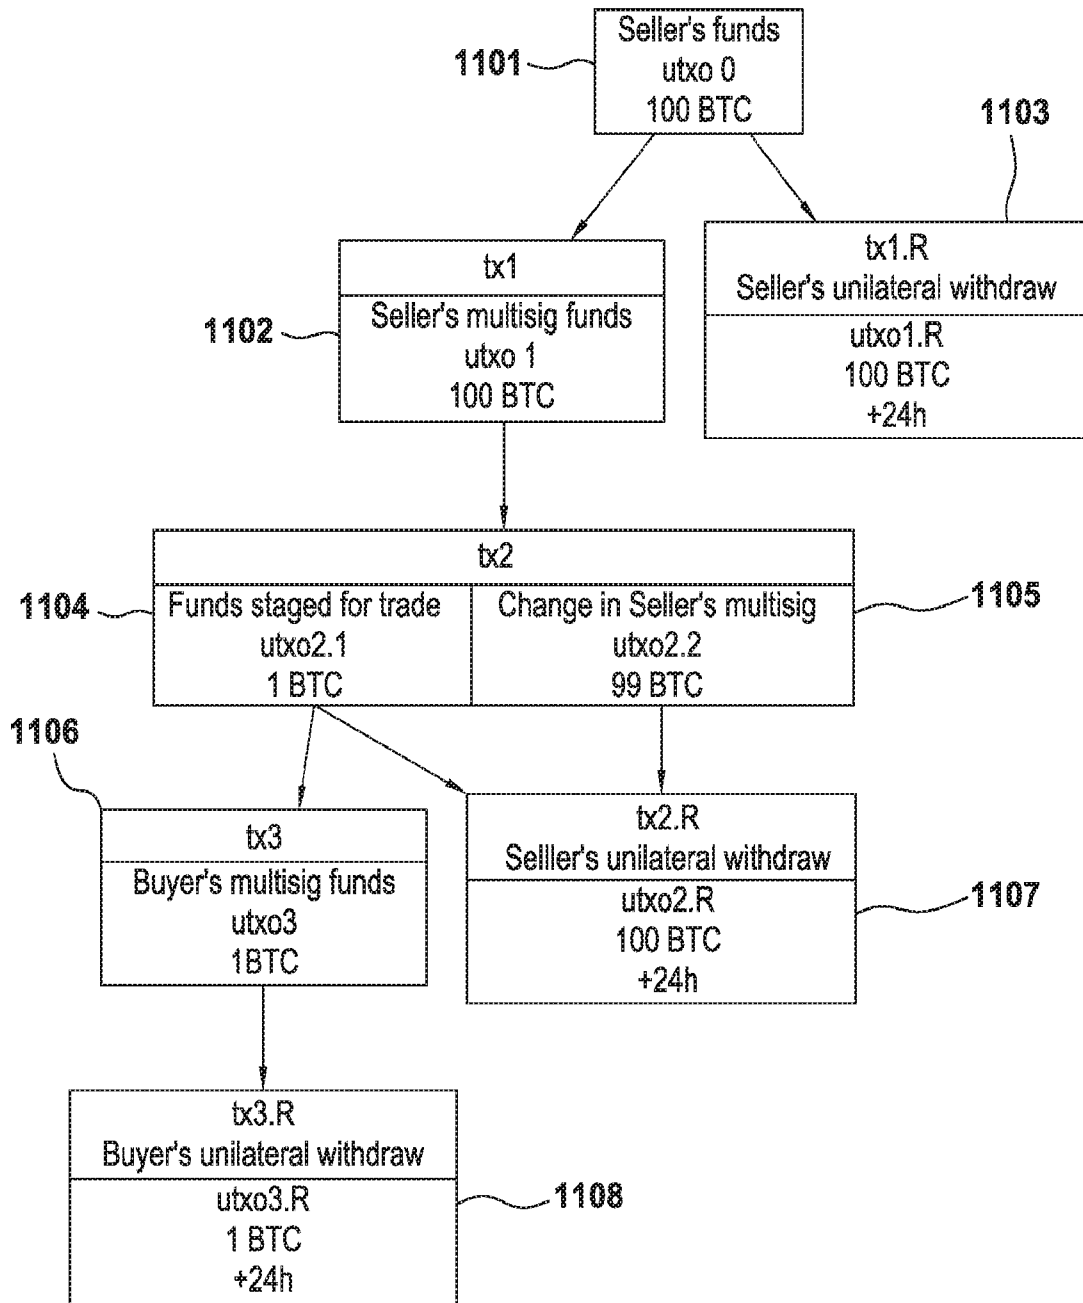 Seller's funds
utxo 0
100 BTC
1101
1103
tx1
Seller's multisig funds
utxo 1
100 BTC
1102
tx1.R
Seller's unilateral withdraw
utxo1.R
100 BTC
+24h
tx2
1104
Funds staged for trade
utxo2.1
1 BTC
Change in Seller's multisig
utxo2.2
99 BTC
1105
1106
tx3
Buyer's multisig funds
utxo3
1BTC
tx2.R
Selller's unilateral withdraw
utxo2.R
100 BTC
+24h
1107
tx3.R
Buyer's unilateral withdraw
utxo3.R
1 BTC
+24h
1108